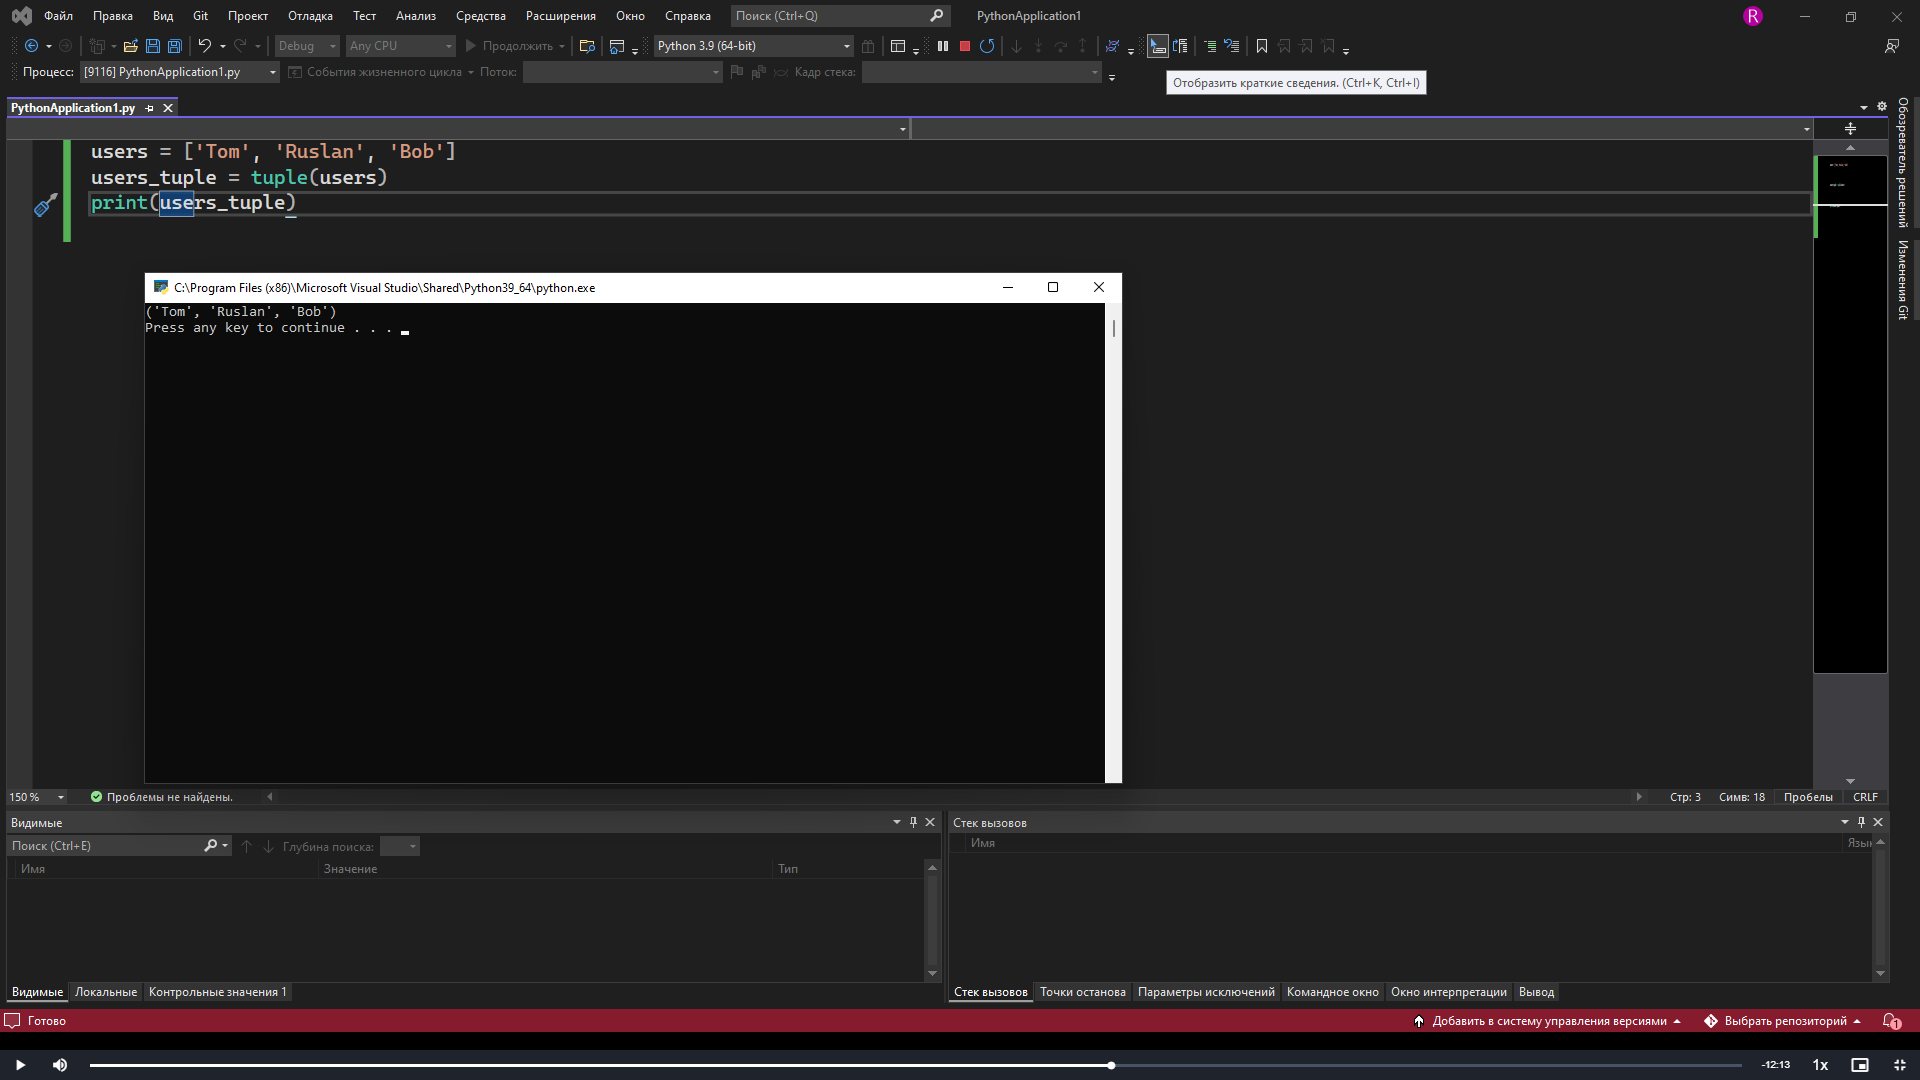 Файл Правка Вид Git Проект Отладка Тест Анализ Средства Расширения Окно Справка Поиск (Ctrl+Q) PythonApplication1 R
Debug Any CPU Продолжить Python 3.9 (64-bit)
Процесс: [9116] PythonApplication1.py События жизненного цикла Поток: Кадр стека:
Отобразить краткие сведения. (Ctrl+K, Ctrl+I)
PythonApplication1.py
Обозреватель решений
Изменения Git
users = ['Tom', 'Ruslan', 'Bob']
users_tuple = tuple(users)
print(users_tuple)
C:\Program Files (x86)\Microsoft Visual Studio\Shared\Python39_64\python.exe
('Tom', 'Ruslan', 'Bob')
Press any key to continue . . .
150 % Проблемы не найдены. Стр: 3 Симв: 18 Пробелы CRLF
Видимые
Поиск (Ctrl+E) Глубина поиска:
Имя Значение Тип
Видимые Локальные Контрольные значения 1
Стек вызовов
Имя Язык
Стек вызовов Точки останова Параметры исключений Командное окно Окно интерпретации Вывод
Готово Добавить в систему управления версиями Выбрать репозиторий 1
-12:13 1x